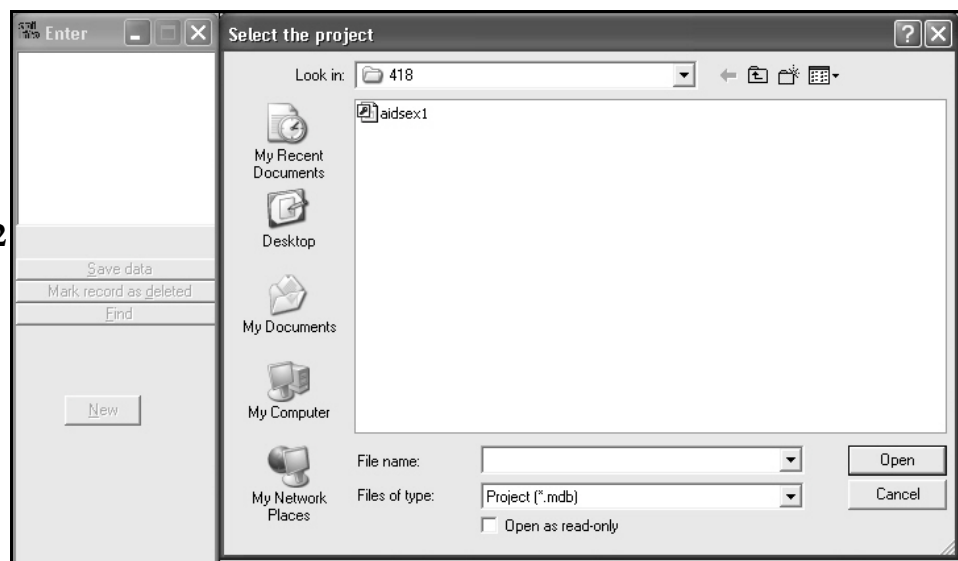 Enter
Select the project
Look in:
418
aidsex1
My Recent
Documents
Desktop
My Documents
My Computer
My Network
Places
2
Save data
Mark record as deleted
Find
New
File name:
Open
Files of type:
Project (*.mdb)
Cancel
Open as read-only